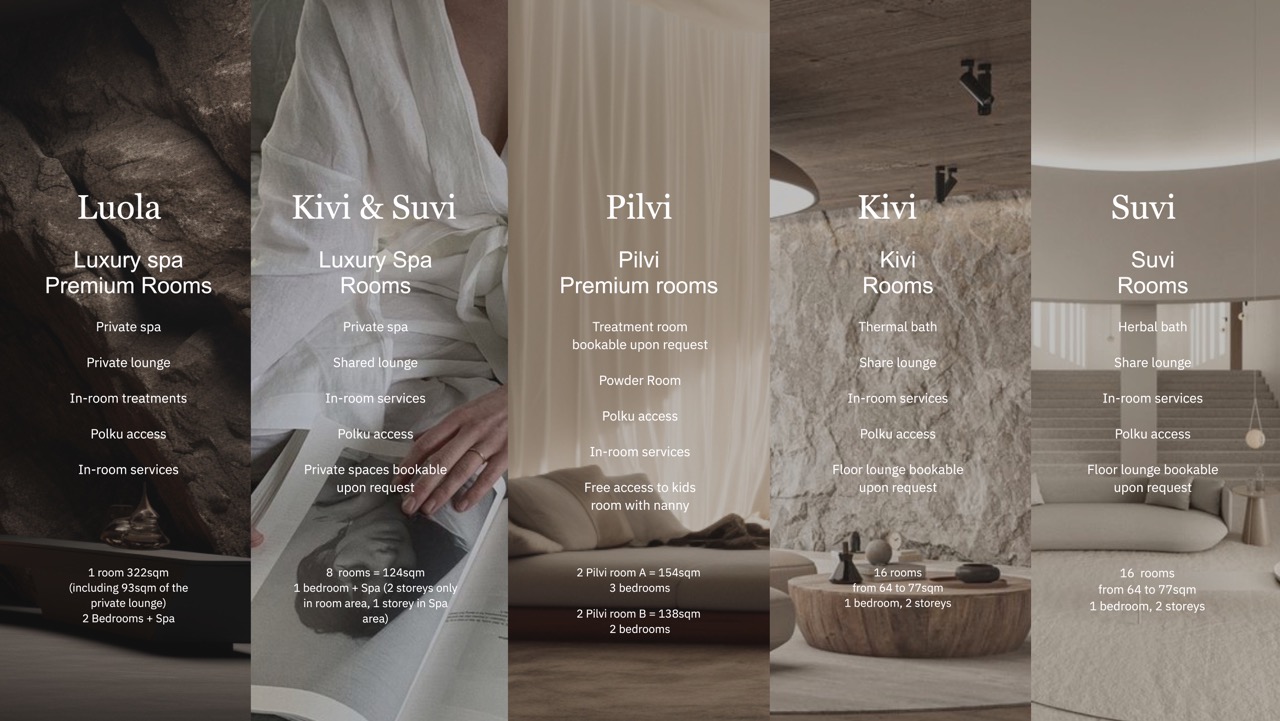 Luola
Luxury spa
Premium Rooms
Private spa
Private lounge
In-room treatments
Polku access
In-room services
1 room 322sqm
(including 93sqm of the
private lounge)
2 Bedrooms + Spa
Kivi & Suvi
Luxury Spa
Rooms
Private spa
Shared lounge
In-room services
Polku access
Private spaces bookable
upon request
8 rooms = 124sqm
1 bedroom + Spa (2 storeys only
in room area, 1 storey in Spa
area)
Pilvi
Pilvi
Premium rooms
Treatment room
bookable upon request
Powder Room
Polku access
In-room services
Free access to kids
room with nanny
2 Pilvi room A = 154sqm
3 bedrooms
2 Pilvi room B = 138sqm
2 bedrooms
Kivi
Kivi
Rooms
Thermal bath
Share lounge
In-room services
Polku access
Floor lounge bookable
upon request
16 rooms
from 64 to 77sqm
1 bedroom, 2 storeys
Suvi
Suvi
Rooms
Herbal bath
Share lounge
In-room services
Polku access
Floor lounge bookable
upon request
16 rooms
from 64 to 77sqm
1 bedroom, 2 storeys